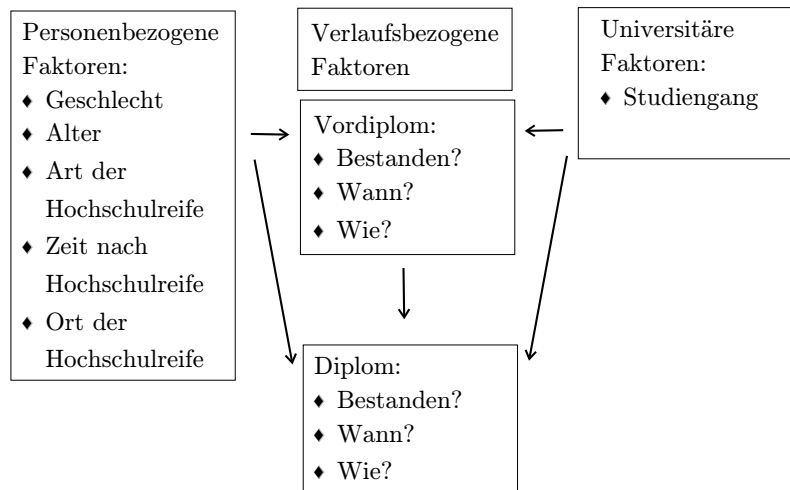 Personenbezogene
Faktoren:
♦ Geschlecht
♦ Alter
♦ Art der
Hochschulreife
♦ Zeit nach
Hochschulreife
♦ Ort der
Hochschulreife
Verlaufsbezogene
Faktoren
Vordiplom:
♦ Bestanden?
♦ Wann?
♦ Wie?
Diplom:
♦ Bestanden?
♦ Wann?
♦ Wie?
Universitäre
Faktoren:
♦ Studiengang